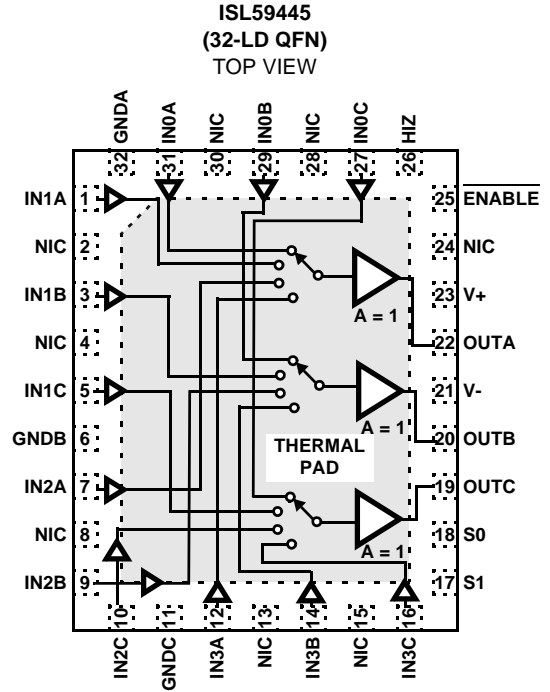 ISL59445
(32-LD QFN)
TOP VIEW
GNDA
IN0A
NIC
IN0B
NIC
IN0C
HIZ
32
31
30
29
28
27
26
IN1A 1
NIC 2
IN1B 3
NIC 4
IN1C 5
GNDB 6
IN2A 7
NIC 8
IN2B 9
25 ENABLE
24 NIC
23 V+
22 OUTA
21 V-
20 OUTB
19 OUTC
18 S0
17 S1
A = 1
A = 1
A = 1
THERMAL
PAD
10
11
12
13
14
15
16
IN2C
GNDC
IN3A
NIC
IN3B
NIC
IN3C